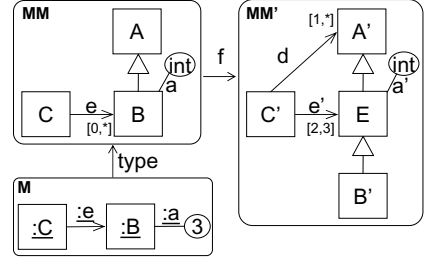 MM
A
int
a
C
e
[0,*]
B
f
MM'
[1,*]
A'
d
int
a'
C'
e'
[2,3]
E
B'
type
M
:C
:e
:B
:a
3